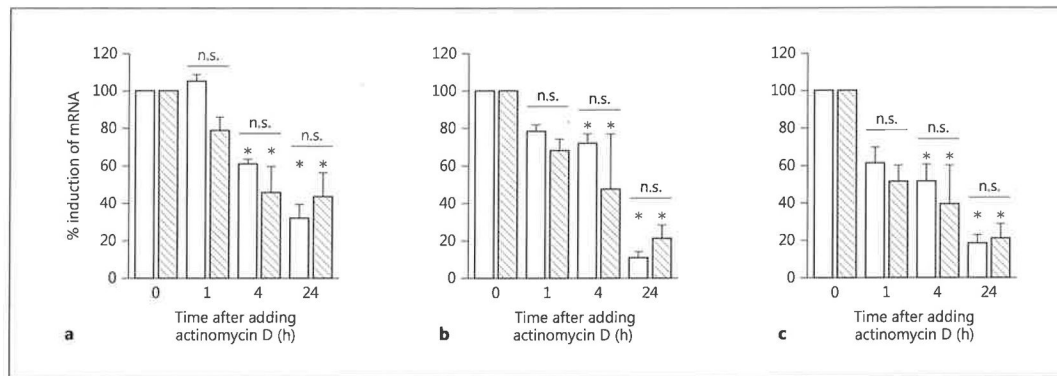 % induction of mRNA
120
100
80
60
40
20
0
n.s.
n.s.
* *
n.s.
* *
0 1 4 24
Time after adding
actinomycin D (h)
a
120
100
80
60
40
20
0
n.s.
n.s.
* *
n.s.
* *
0 1 4 24
Time after adding
actinomycin D (h)
b
120
100
80
60
40
20
0
n.s.
n.s.
* *
n.s.
* *
0 1 4 24
Time after adding
actinomycin D (h)
c